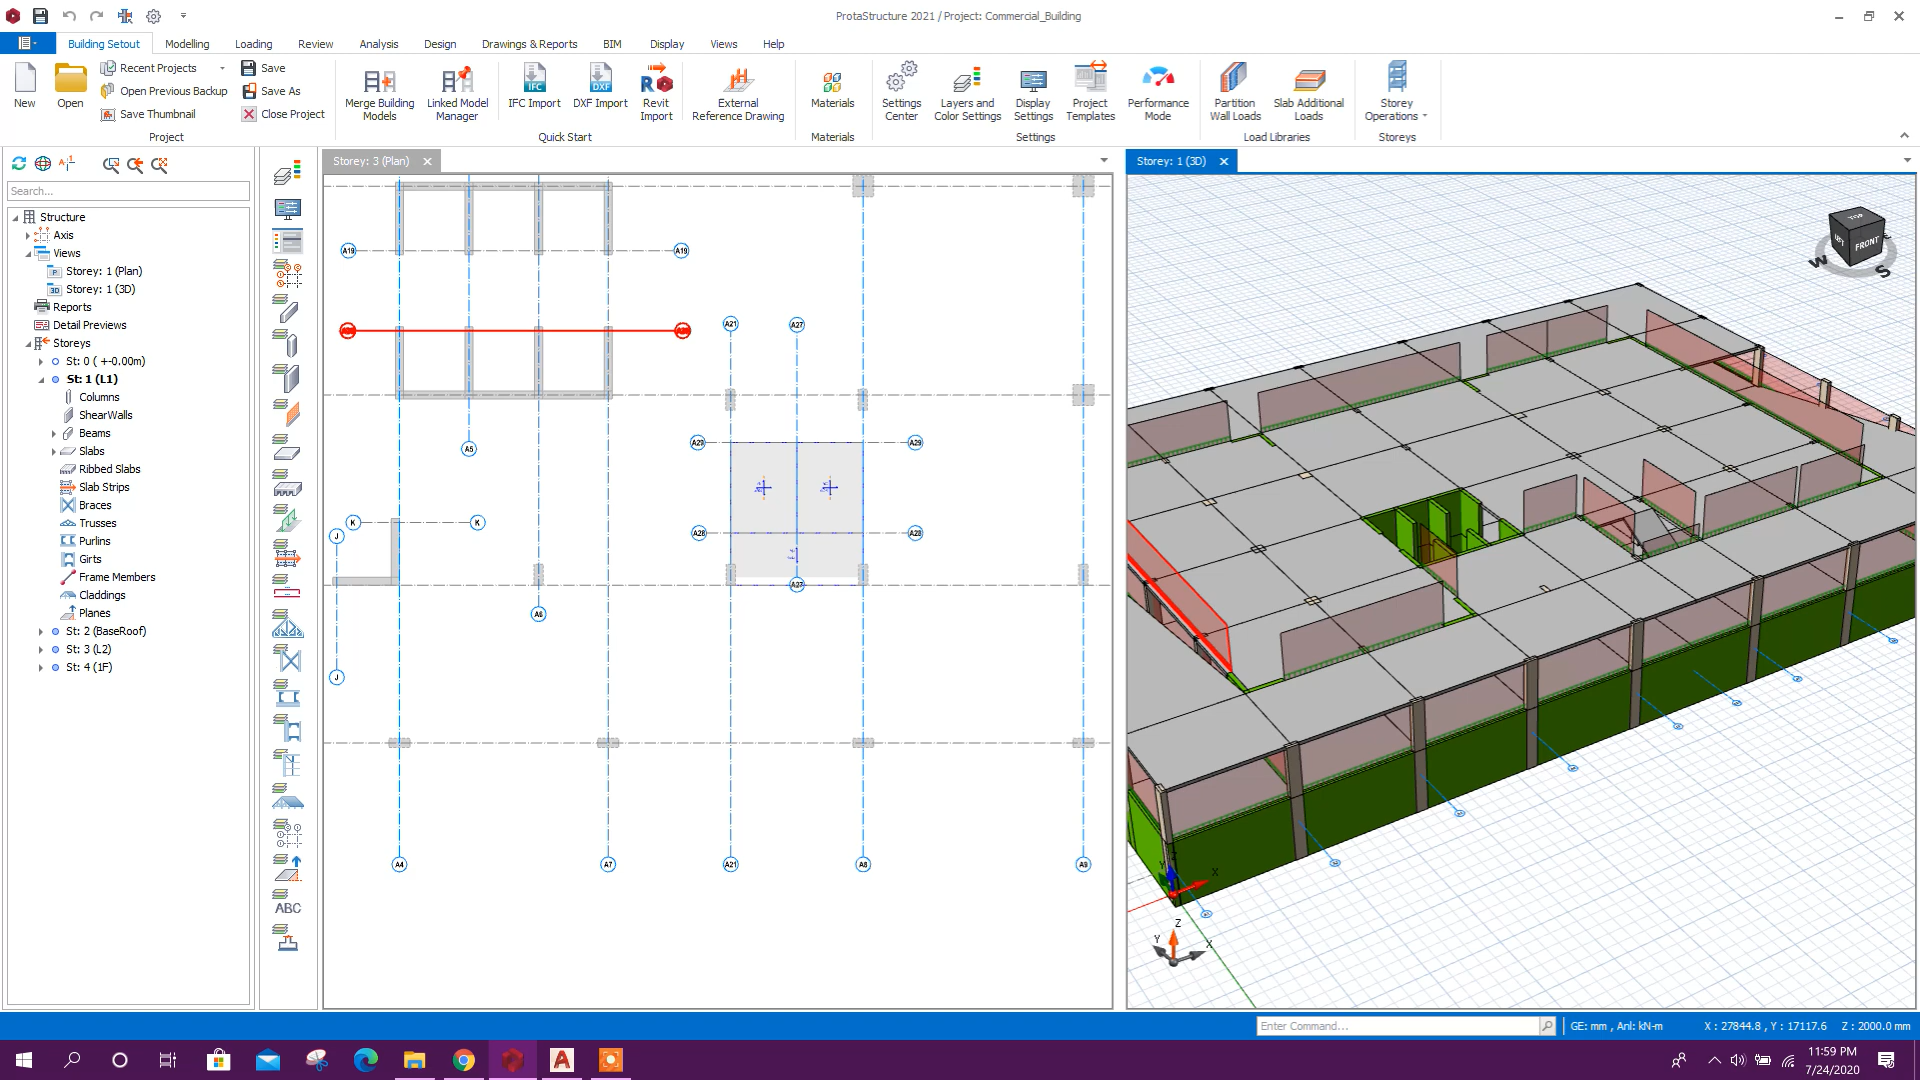 ProtaStructure 2021 / Project: Commercial_Building
Building Setout
Modelling
Loading
Review
Analysis
Design
Drawings & Reports
BIM
Display
Views
Help
New
Open
Recent Projects
Open Previous Backup
Save Thumbnail
Save
Save As
Close Project
Project
Merge Building
Models
Linked Model
Manager
IFC
IFC Import
DXF
DXF Import
R
Revit
Import
External
Reference Drawing
Quick Start
Materials
Materials
Settings
Center
Layers and
Color Settings
Display
Settings
Project
Templates
Performance
Mode
Settings
Partition
Wall Loads
Slab Additional
Loads
Load Libraries
Storey
Operations
Storeys
Search...
Structure
Axis
Views
Storey: 1 (Plan)
Storey: 1 (3D)
Reports
Detail Previews
Storeys
St: 0 ( +-0.00m)
St: 1 (L1)
Columns
ShearWalls
Beams
Slabs
Ribbed Slabs
Slab Strips
Braces
Trusses
Purlins
Girts
Frame Members
Claddings
Planes
St: 2 (BaseRoof)
St: 3 (L2)
St: 4 (1F)
ABC
Storey: 3 (Plan)
A19
A19
A21
A27
A29
A29
A5
K
K
J
A28
A28
A27
A6
J
A4
A7
A21
A8
A9
Storey: 1 (3D)
TOP
FRONT
W
S
X
Z
Y
X
Enter Command...
GE: mm , Anl: kN-m
X : 27844.8 , Y : 17117.6
Z : 2000.0 mm
11:59 PM
7/24/2020